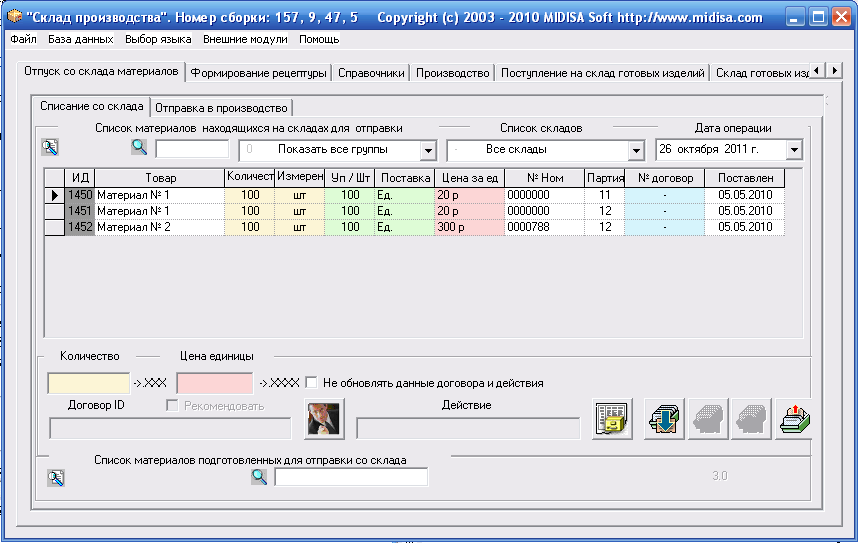 "Склад производства". Номер сборки: 157, 9, 47, 5 Copyright (c) 2003 - 2010 MIDISA Soft http://www.midisa.com
Файл База данных Выбор языка Внешние модули Помощь
Отпуск со склада материалов Формирование рецептуры Справочники Производство Поступление на склад готовых изделий Склад готовых изд
Списание со склада Отправка в производство
Список материалов находящихся на складах для отправки Список складов Дата операции
0 Показать все группы - Все склады 26 октября 2011 г.
ИД Товар Количест Измерен Уп / Шт Поставка Цена за ед № Ном Партия № договор Поставлен
1450 Материал № 1 100 шт 100 Ед. 20 р 0000000 11 - 05.05.2010
1451 Материал № 1 100 шт 100 Ед. 20 р 0000000 12 - 05.05.2010
1452 Материал № 2 100 шт 100 Ед. 300 р 0000788 12 - 05.05.2010
Количество Цена единицы
->.XXX ->.XXXX Не обновлять данные договора и действия
Договор ID Рекомендовать Действие
Список материалов подготовленных для отправки со склада
3.0